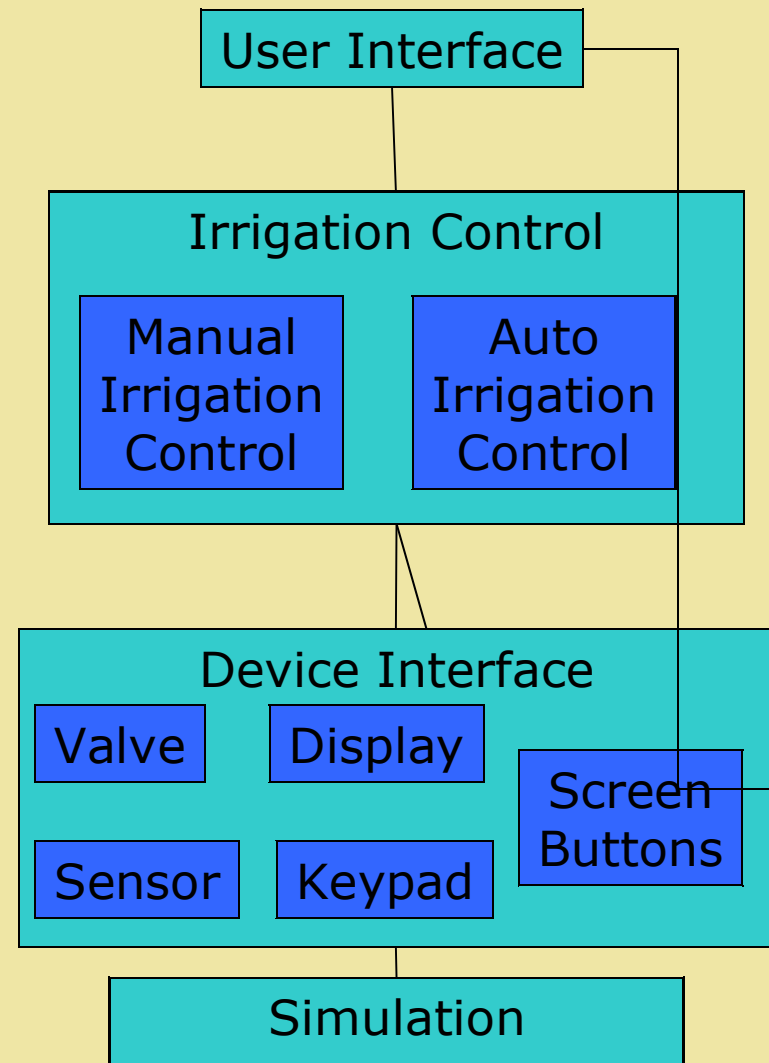 User Interface
Irrigation Control
Manual
Irrigation
Control
Auto
Irrigation
Control
Device Interface
Valve
Display
Screen
Buttons
Sensor
Keypad
Simulation